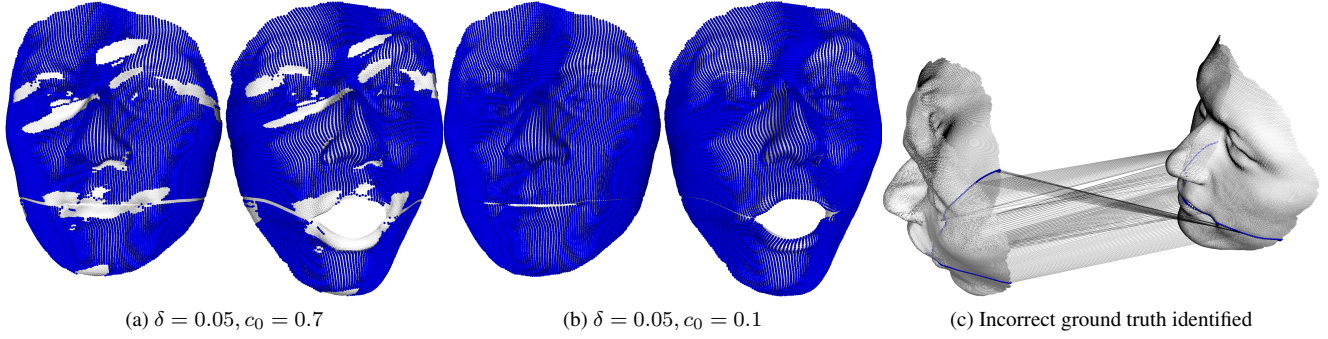 (a) δ = 0.05, c₀ = 0.7
(b) δ = 0.05, c₀ = 0.1
(c) Incorrect ground truth identified